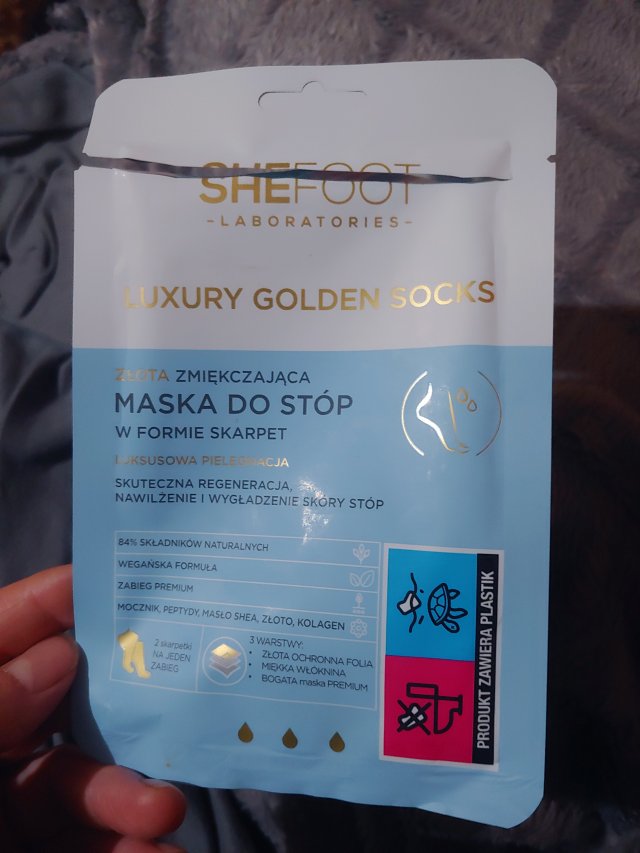 SHEFOOT
-LABORATORIES-
LUXURY GOLDEN SOCKS
ZŁOTA ZMIĘKCZAJĄCA
MASKA DO STÓP
W FORMIE SKARPET
LUKSUSOWA PIELĘGNACJA
SKUTECZNA REGENERACJA,
NAWILŻENIE I WYGŁADZENIE SKÓRY STÓP
84% SKŁADNIKÓW NATURALNYCH
WEGAŃSKA FORMUŁA
ZABIEG PREMIUM
MOCZNIK, PEPTYDY, MASŁO SHEA, ZŁOTO, KOLAGEN
2 skarpetki
NA JEDEN
ZABIEG
3 WARSTWY:
• ZŁOTA OCHRONNA FOLIA
• MIĘKKA WŁÓKNINA
• BOGATA maska PREMIUM
PRODUKT ZAWIERA PLASTIK